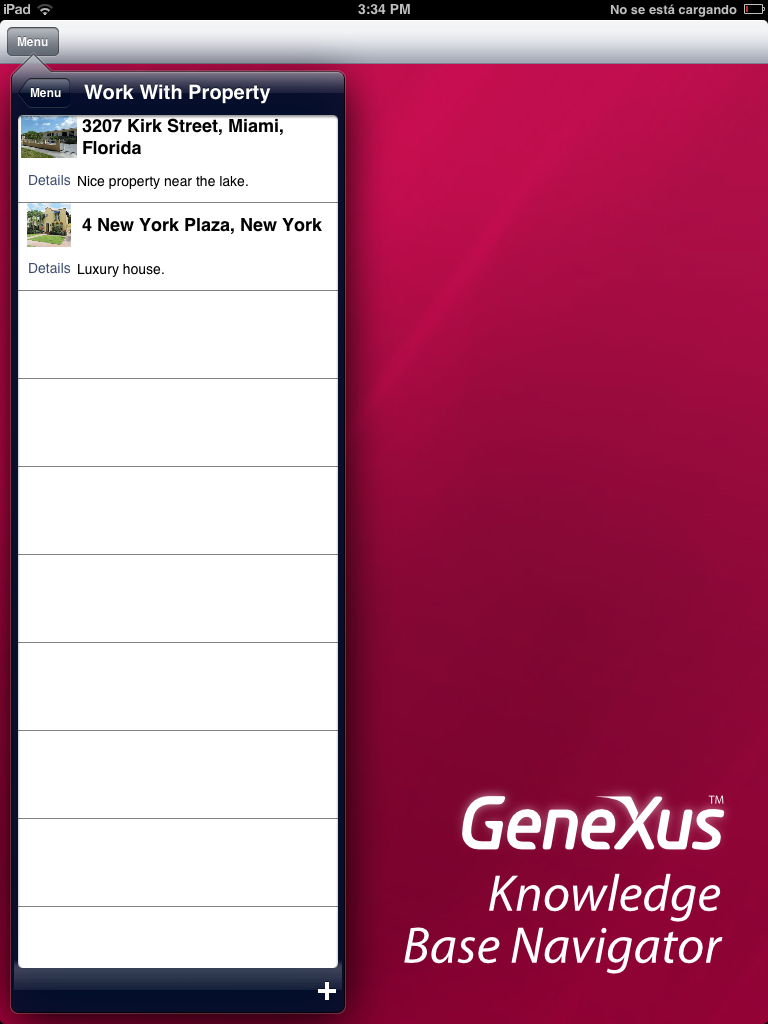 iPad 3:34 PM No se está cargando
Menu
Menu Work With Property
3207 Kirk Street, Miami,
Florida
Details Nice property near the lake.
4 New York Plaza, New York
Details Luxury house.
GeneXus™
Knowledge
Base Navigator